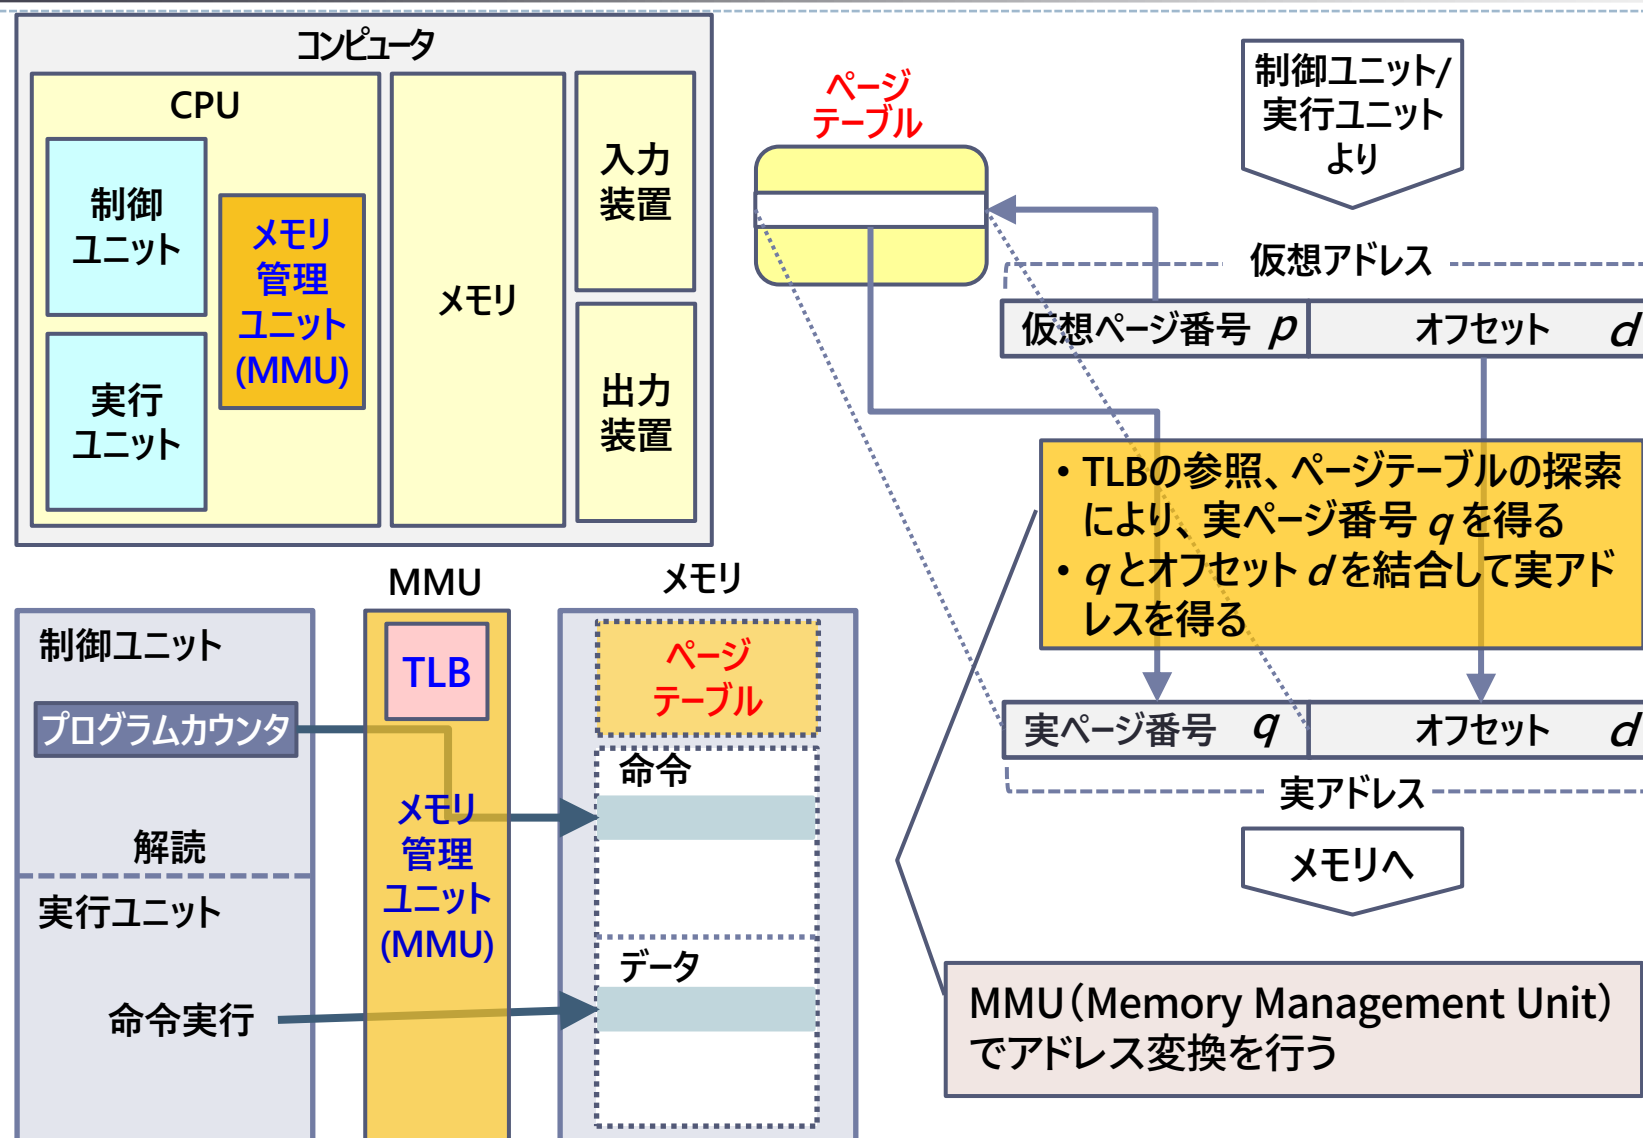 コンピュータ
CPU
制御
ユニット
実行
ユニット
メモリ
管理
ユニット
(MMU)
メモリ
入力
装置
出力
装置
MMU
メモリ
制御ユニット
プログラムカウンタ
解読
実行ユニット
命令実行
TLB
メモリ
管理
ユニット
(MMU)
ページ
テーブル
命令
データ
ページ
テーブル
制御ユニット/
実行ユニット
より
仮想アドレス
仮想ページ番号 p
オフセット d
・TLBの参照、ページテーブルの探索
により、実ページ番号 q を得る
・q とオフセット d を結合して実アド
レスを得る
実ページ番号 q
オフセット d
実アドレス
メモリへ
MMU(Memory Management Unit)
でアドレス変換を行う